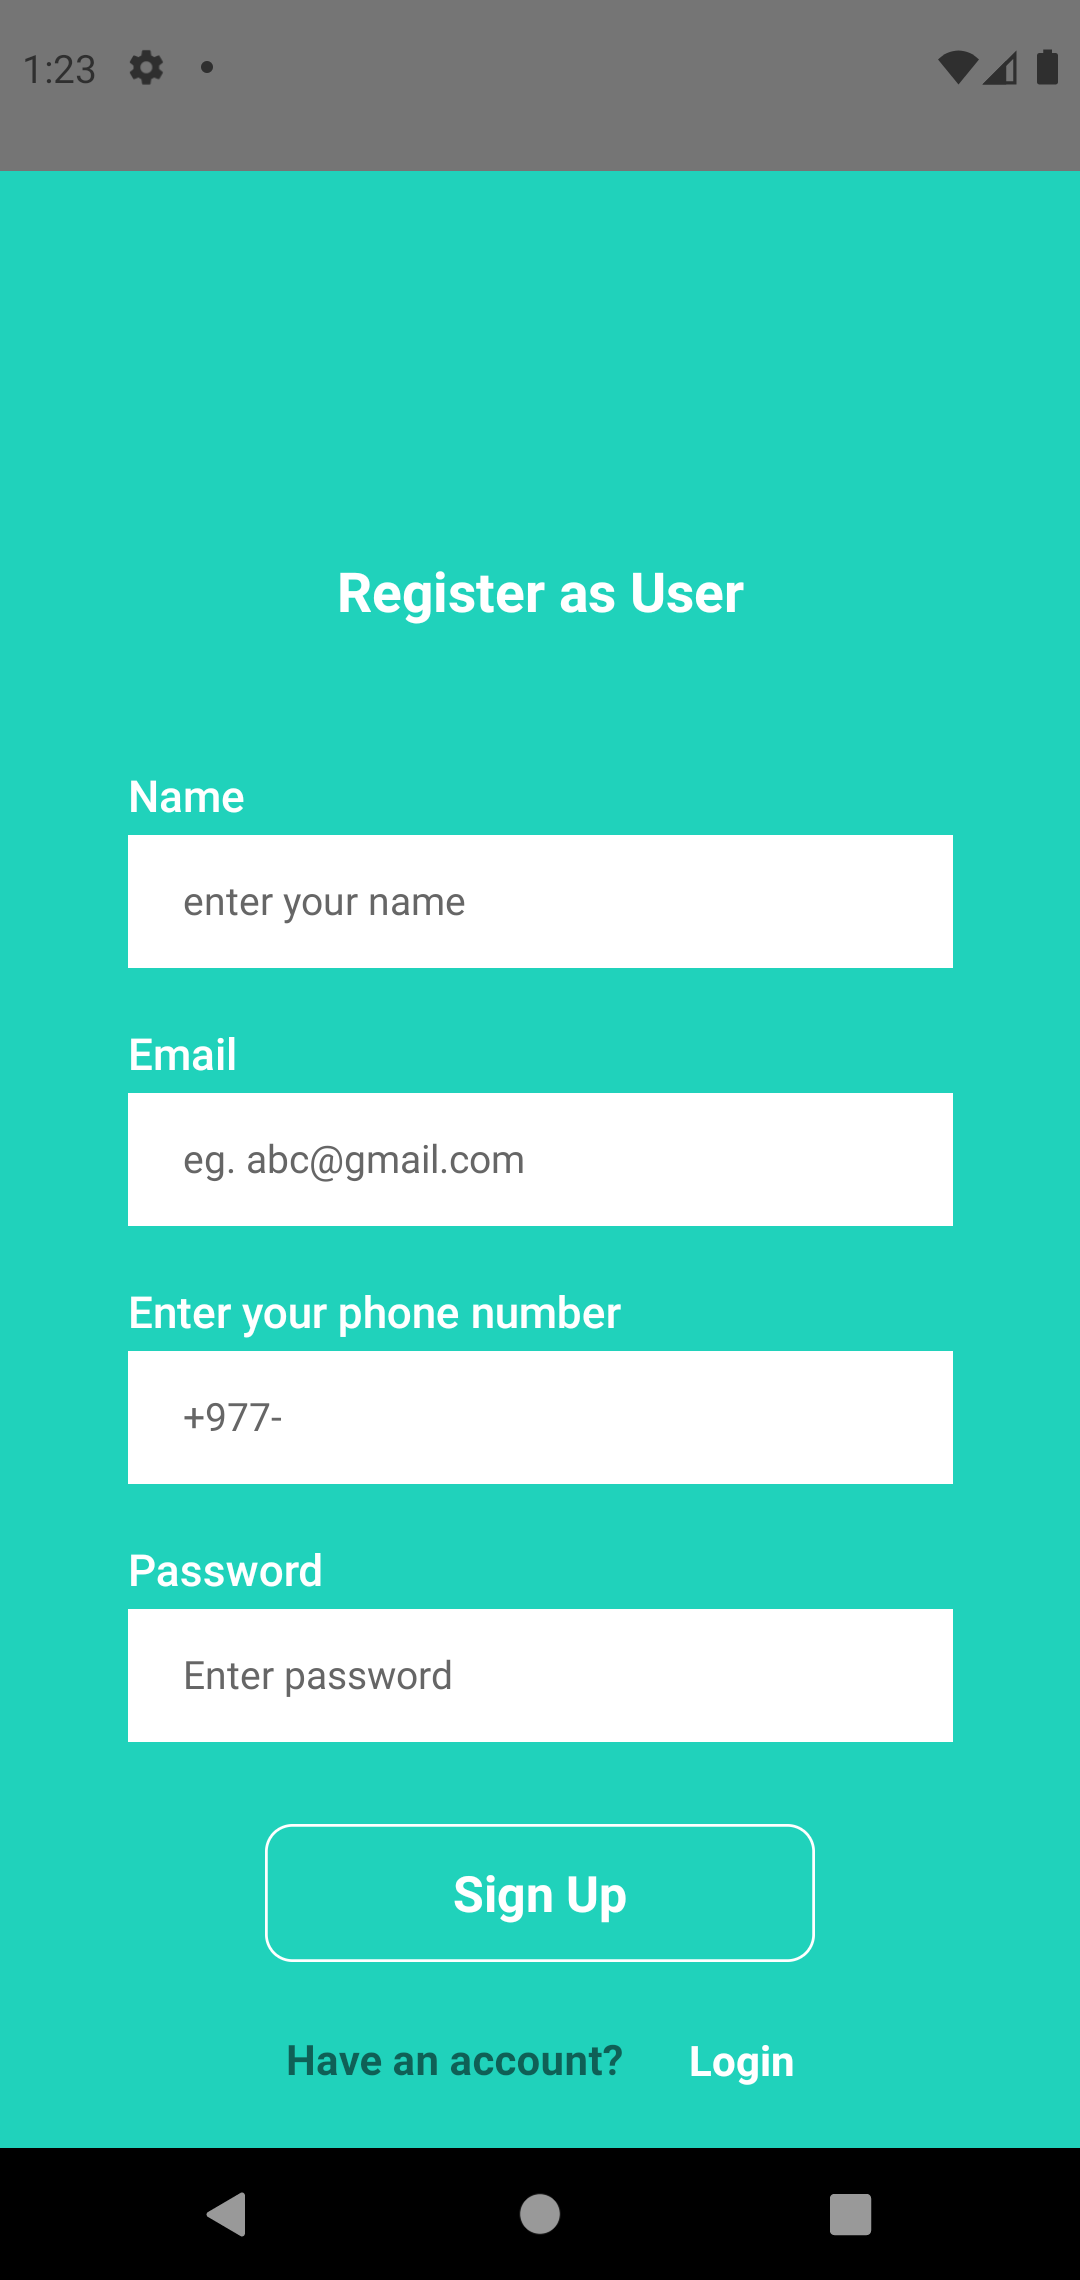 1:23
Register as User
Name
enter your name
Email
eg. abc@gmail.com
Enter your phone number
+977-
Password
Enter password
Sign Up
Have an account? Login